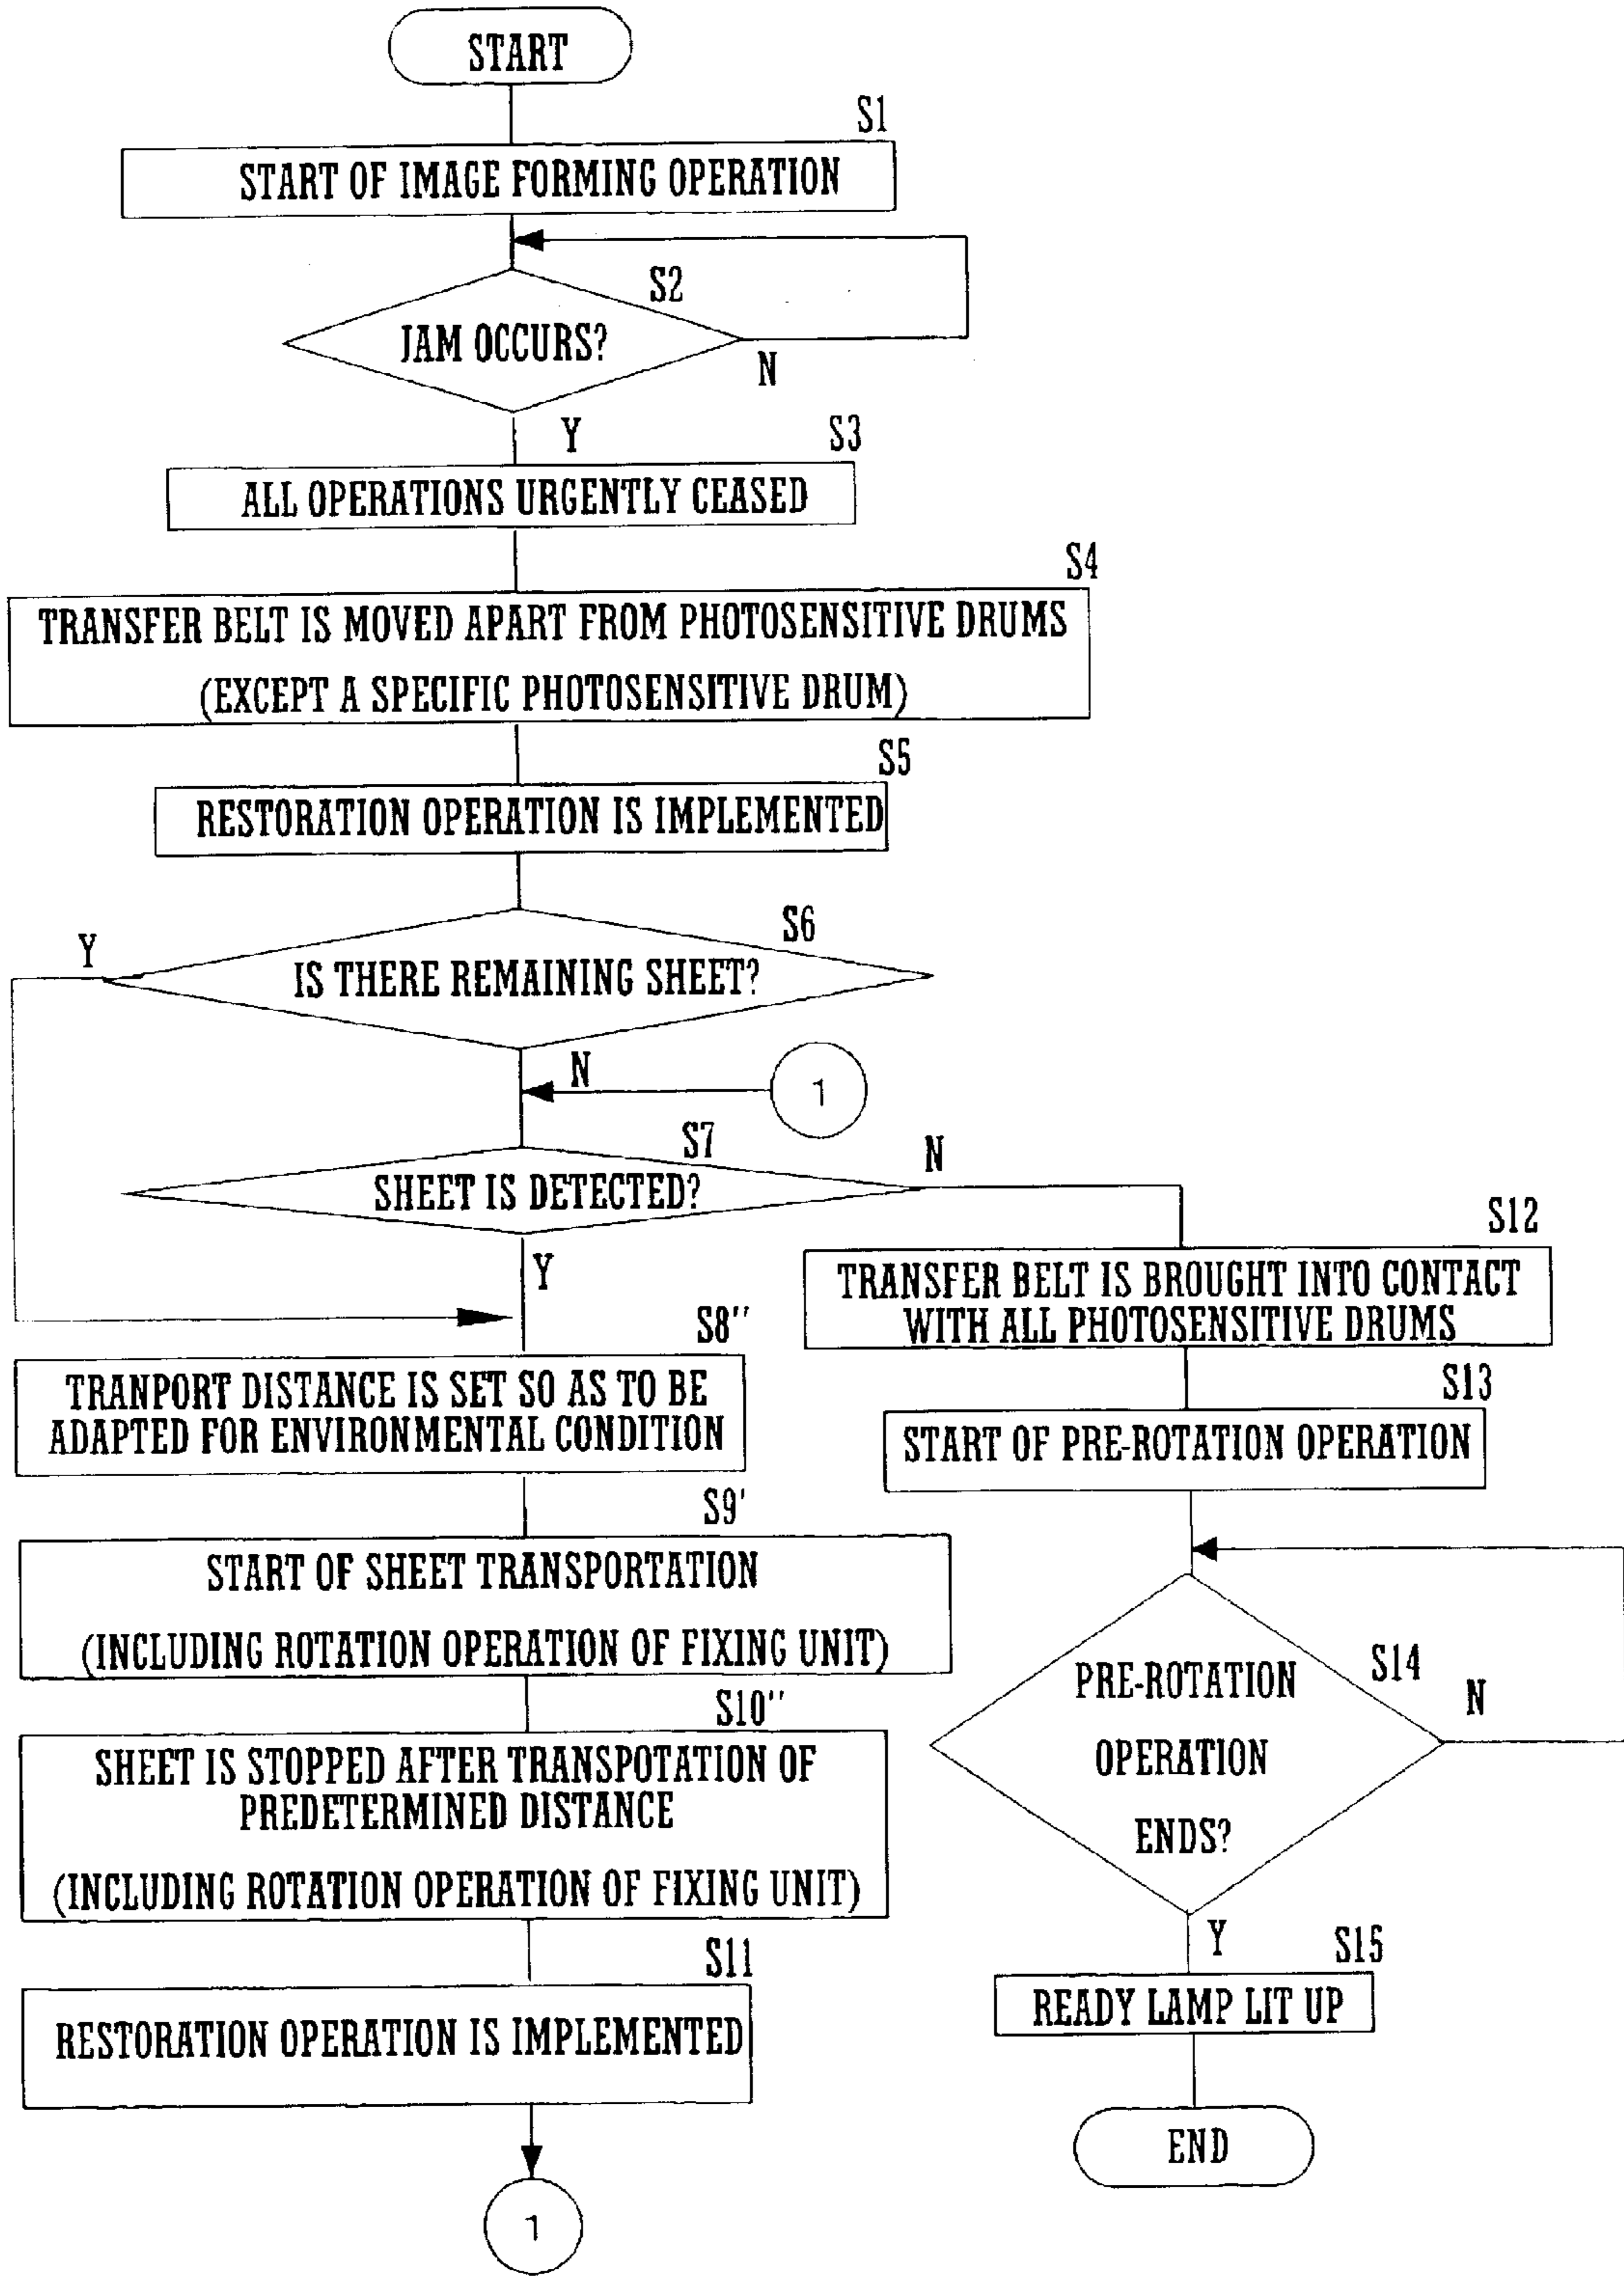 START
S1
START OF IMAGE FORMING OPERATION
S2
JAM OCCURS?
N
Y
S3
ALL OPERATIONS URGENTLY CEASED
S4
TRANSFER BELT IS MOVED APART FROM PHOTOSENSITIVE DRUMS
(EXCEPT A SPECIFIC PHOTOSENSITIVE DRUM)
S5
RESTORATION OPERATION IS IMPLEMENTED
S6
Y
IS THERE REMAINING SHEET?
N
1
S7
N
SHEET IS DETECTED?
Y
S8''
TRANPORT DISTANCE IS SET SO AS TO BE
ADAPTED FOR ENVIRONMENTAL CONDITION
S9'
START OF SHEET TRANSPORTATION
(INCLUDING ROTATION OPERATION OF FIXING UNIT)
S10''
SHEET IS STOPPED AFTER TRANSPOTATION OF
PREDETERMINED DISTANCE
(INCLUDING ROTATION OPERATION OF FIXING UNIT)
S11
RESTORATION OPERATION IS IMPLEMENTED
1
S12
TRANSFER BELT IS BROUGHT INTO CONTACT
WITH ALL PHOTOSENSITIVE DRUMS
S13
START OF PRE-ROTATION OPERATION
S14
PRE-ROTATION
OPERATION
ENDS?
N
Y
S15
READY LAMP LIT UP
END